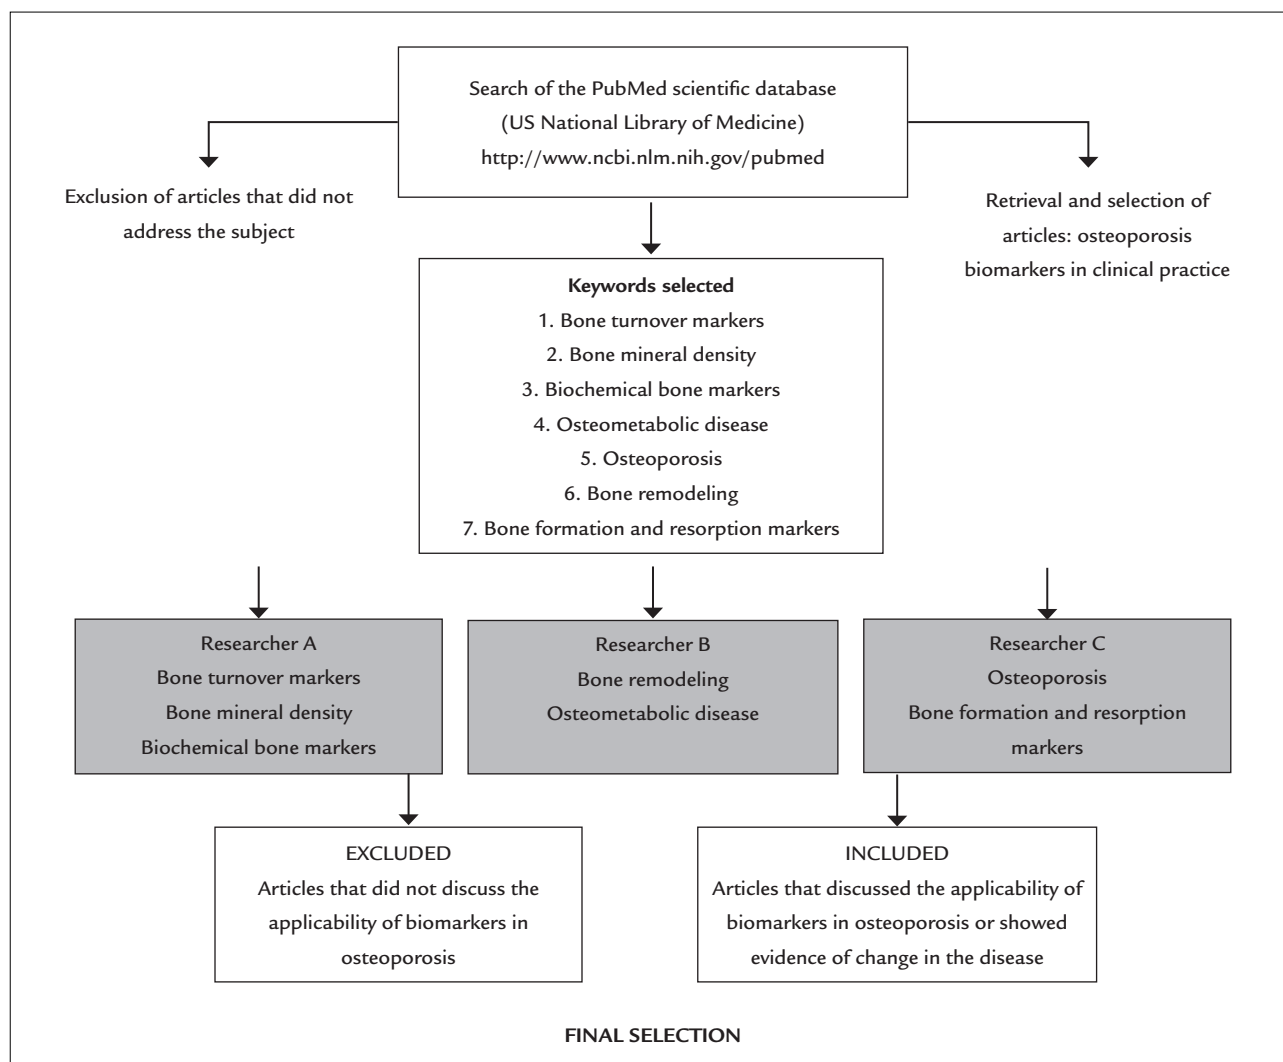 Search of the PubMed scientific database
(US National Library of Medicine)
http://www.ncbi.nlm.nih.gov/pubmed
Exclusion of articles that did not
address the subject
Retrieval and selection of
articles: osteoporosis
biomarkers in clinical practice
Keywords selected
1. Bone turnover markers
2. Bone mineral density
3. Biochemical bone markers
4. Osteometabolic disease
5. Osteoporosis
6. Bone remodeling
7. Bone formation and resorption markers
Researcher A
Bone turnover markers
Bone mineral density
Biochemical bone markers
Researcher B
Bone remodeling
Osteometabolic disease
Researcher C
Osteoporosis
Bone formation and resorption
markers
EXCLUDED
Articles that did not discuss the
applicability of biomarkers in
osteoporosis
INCLUDED
Articles that discussed the applicability of
biomarkers in osteoporosis or showed
evidence of change in the disease
FINAL SELECTION